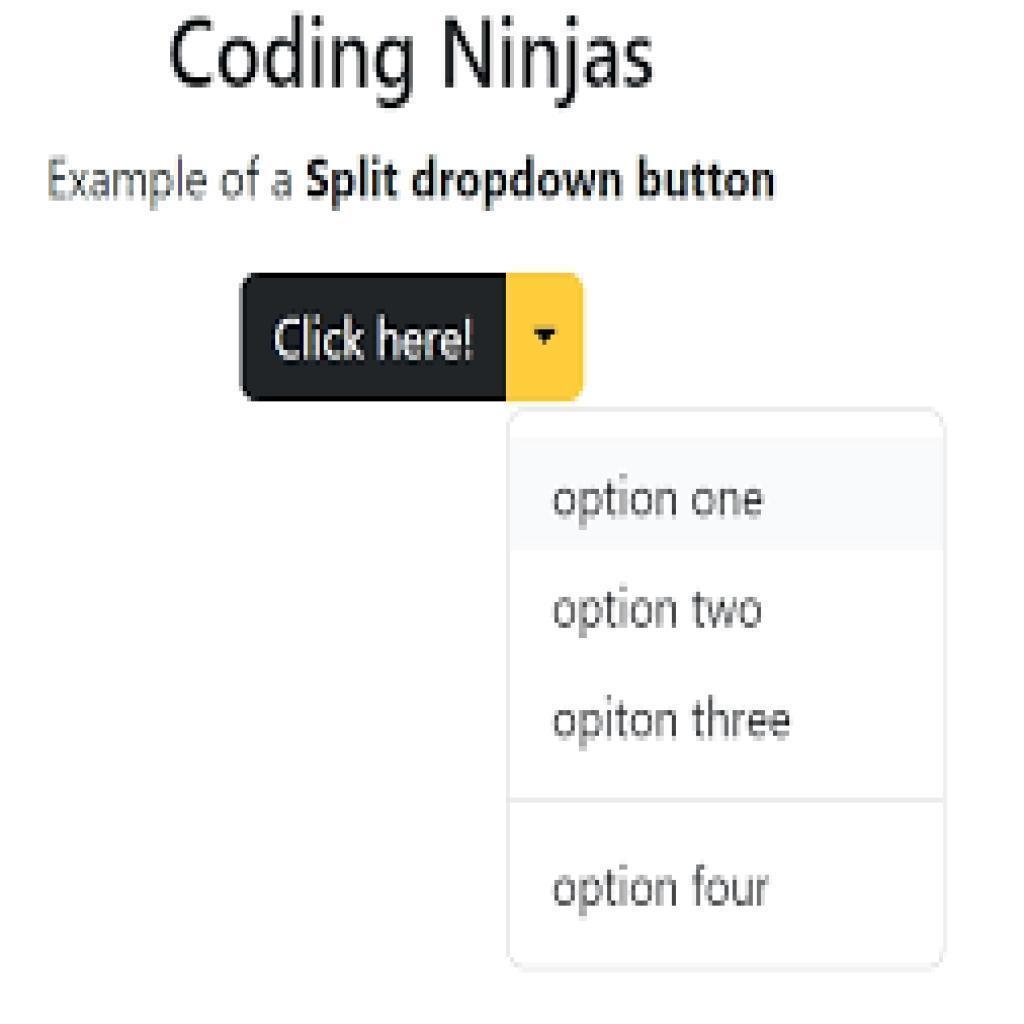 Coding Ninjas
Example of a Split dropdown button
Click here!
option one
option two
opiton three
option four